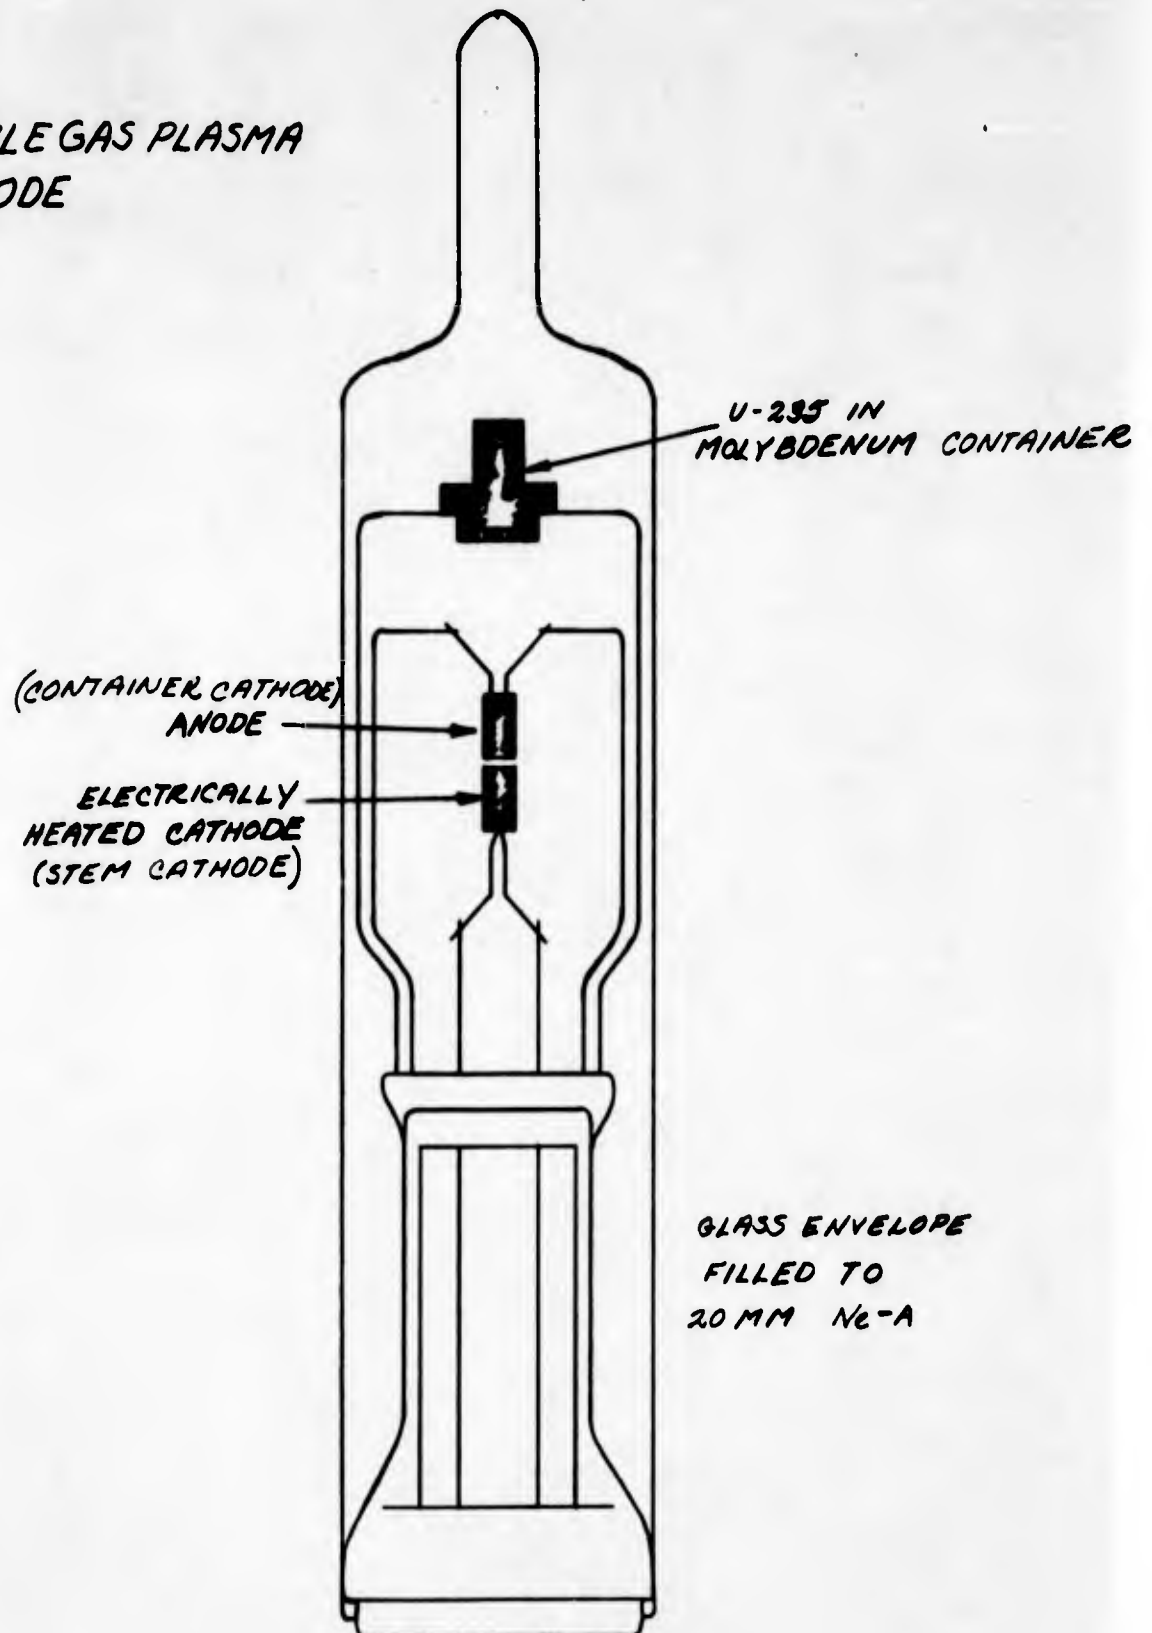 LE GAS PLASMA
ODE
U-235 IN
MOLYBDENUM CONTAINER
(CONTAINER CATHODE)
ANODE
ELECTRICALLY
HEATED CATHODE
(STEM CATHODE)
GLASS ENVELOPE
FILLED TO
20 MM Ne-A